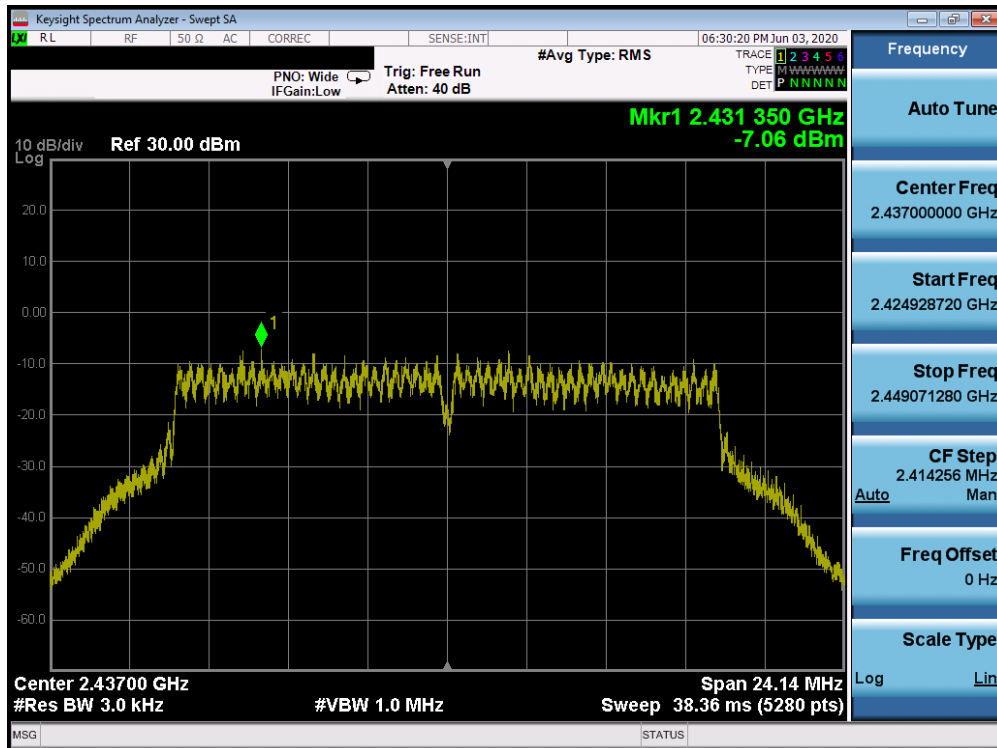 Keysight Spectrum Analyzer - Swept SA
LXI RL RF 50 Ω AC CORREC SENSE:INT 06:30:20 PM Jun 03, 2020
#Avg Type: RMS TRACE 1 2 3 4 5 6
PNO: Wide Trig: Free Run TYPE M WWWWW
IFGain:Low Atten: 40 dB DET P N N N N N
Mkr1 2.431 350 GHz
-7.06 dBm
10 dB/div Ref 30.00 dBm
Log
1
20.0
10.0
0.00
-10.0
-20.0
-30.0
-40.0
-50.0
-60.0
Center 2.43700 GHz Span 24.14 MHz
#Res BW 3.0 kHz #VBW 1.0 MHz Sweep 38.36 ms (5280 pts)
MSG STATUS
Frequency
Auto Tune
Center Freq
2.437000000 GHz
Start Freq
2.424928720 GHz
Stop Freq
2.449071280 GHz
CF Step
2.414256 MHz
Auto Man
Freq Offset
0 Hz
Scale Type
Log Lin